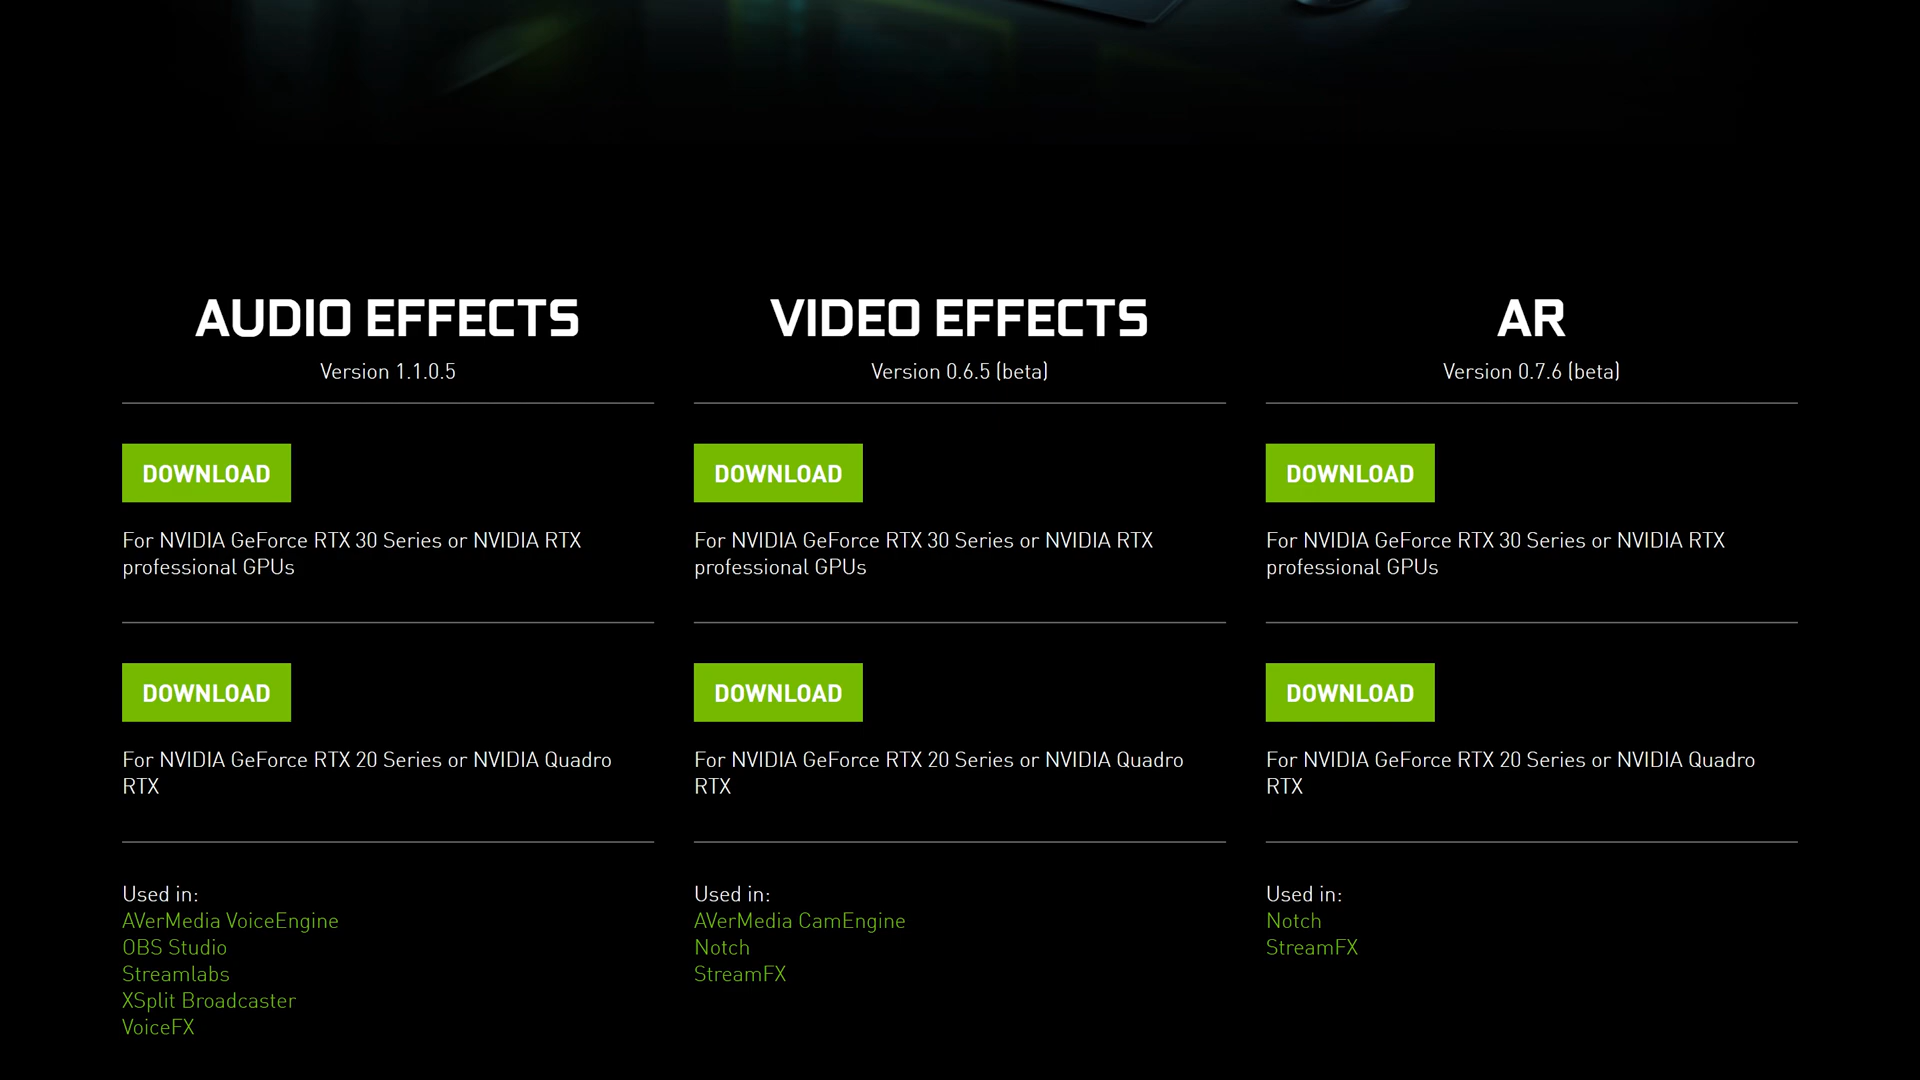 AUDIO EFFECTS
Version 1.1.0.5
DOWNLOAD
For NVIDIA GeForce RTX 30 Series or NVIDIA RTX
professional GPUs
DOWNLOAD
For NVIDIA GeForce RTX 20 Series or NVIDIA Quadro
RTX
Used in:
AVerMedia VoiceEngine
OBS Studio
Streamlabs
XSplit Broadcaster
VoiceFX
VIDEO EFFECTS
Version 0.6.5 (beta)
DOWNLOAD
For NVIDIA GeForce RTX 30 Series or NVIDIA RTX
professional GPUs
DOWNLOAD
For NVIDIA GeForce RTX 20 Series or NVIDIA Quadro
RTX
Used in:
AVerMedia CamEngine
Notch
StreamFX
AR
Version 0.7.6 (beta)
DOWNLOAD
For NVIDIA GeForce RTX 30 Series or NVIDIA RTX
professional GPUs
DOWNLOAD
For NVIDIA GeForce RTX 20 Series or NVIDIA Quadro
RTX
Used in:
Notch
StreamFX